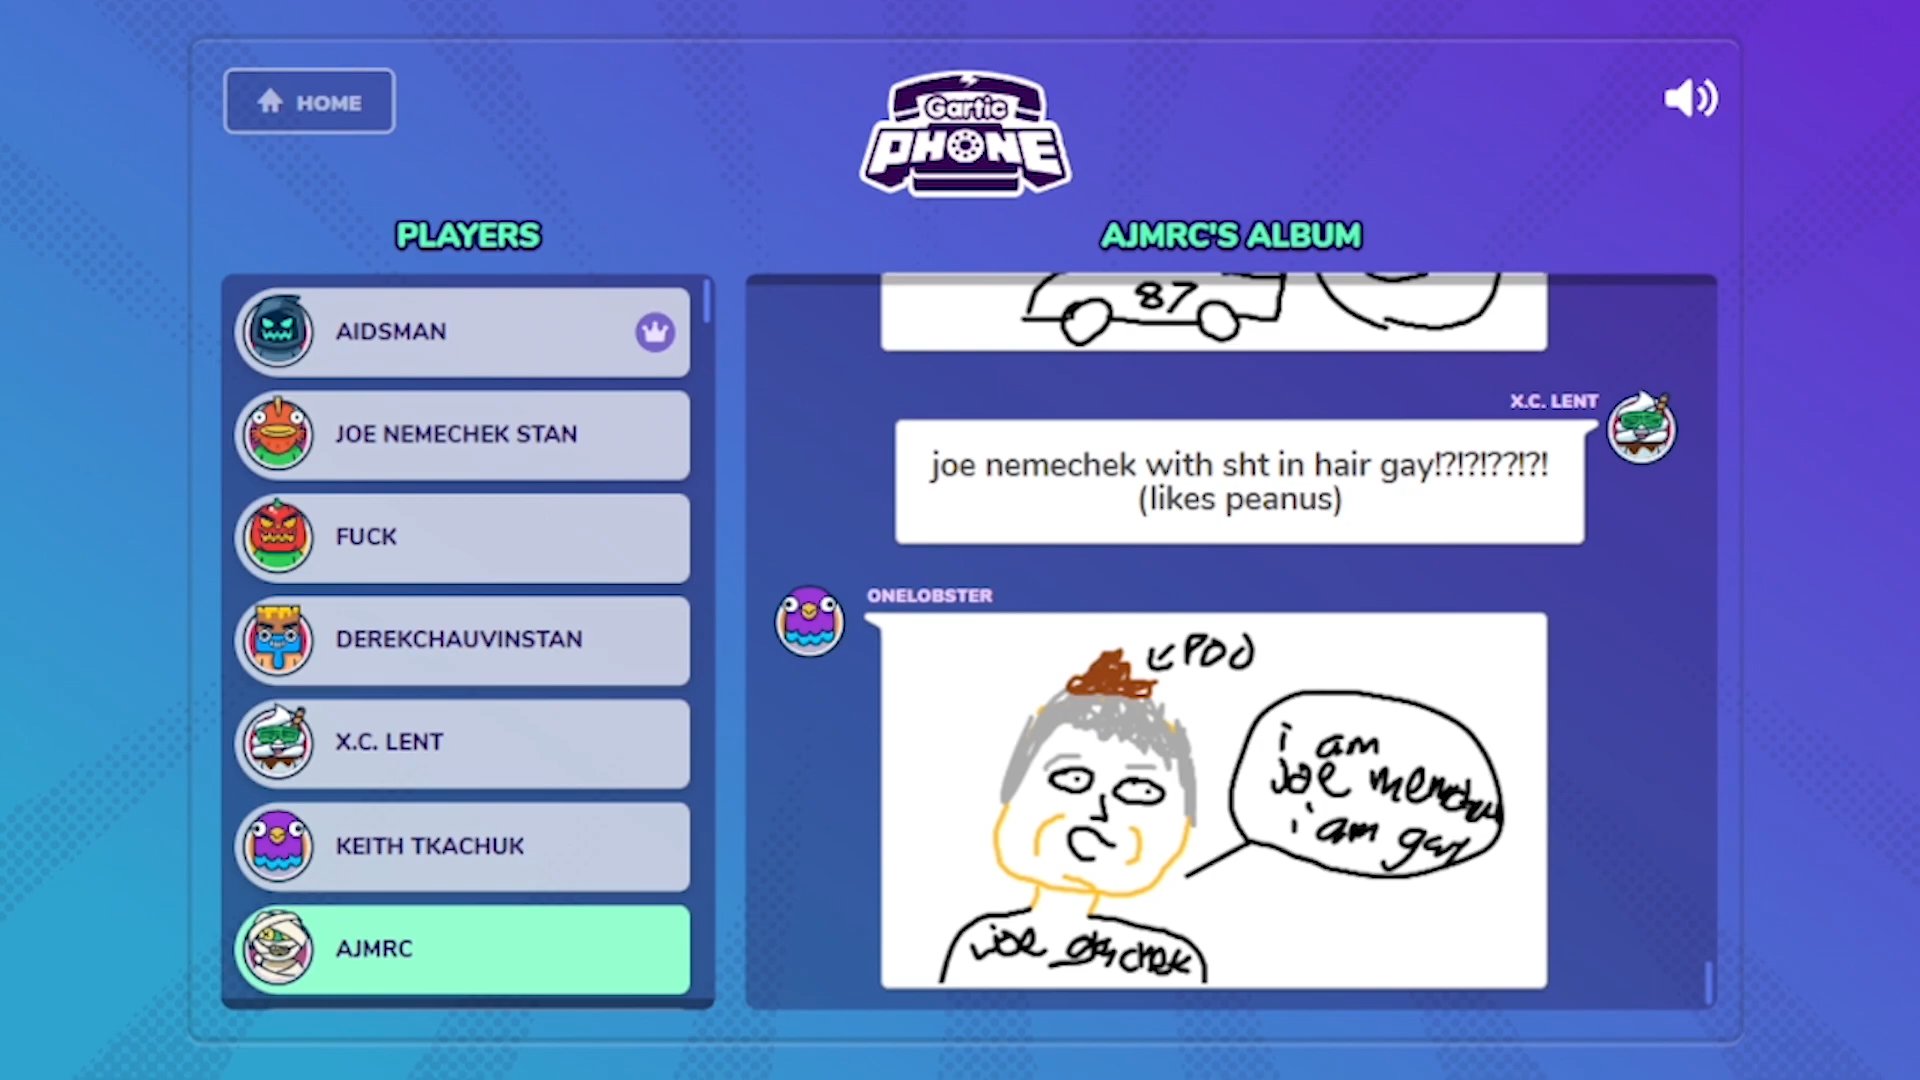 HOME
Gartic
PHONE
PLAYERS
AIDSMAN
JOE NEMECHEK STAN
FUCK
DEREKCHAUVINSTAN
X.C. LENT
KEITH TKACHUK
AJMRC
AJMRC'S ALBUM
87
X.C. LENT
joe nemechek with sht in hair gay!?!?!??!?!
(likes peanus)
ONELOBSTER
POO
i am
joe
i am gay
joe